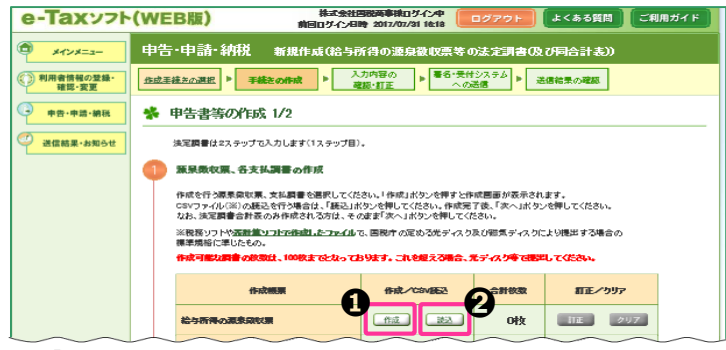 e-Taxソフト(WEB版)
株式会社国税商事様ログイン中
前回ログイン日時 2017/07/31 16:18
ログアウト
よくある質問
ご利用ガイド
メインメニュー
利用者情報の登録・
確認・変更
申告・申請・納税
送信結果・お知らせ
申告・申請・納税 新規作成(給与所得の源泉徴収票等の法定調書(及び同合計表))
作成手続きの選択
手続きの作成
入力内容の
確認・訂正
署名・受付システム
への送信
送信結果の確認
申告書等の作成 1/2
法定調書は2ステップで入力します(1ステップ目)。
1
源泉徴収票、各支払調書の作成
作成を行う源泉徴収票、支払調書を選択してください。「作成」ボタンを押すと作成画面が表示されます。
CSVファイル(※)の読込を行う場合は、「読込」ボタンを押してください。作成完了後、「次へ」ボタンを押してください。
なお、法定調書合計表のみ作成される方は、そのまま「次へ」ボタンを押してください。
※税務ソフトや表計算ソフトで作成したファイルで、国税庁の定める光ディスク及び磁気ディスクにより提出する場合の
標準規格に準じたもの。
作成可能な調書の枚数は、100枚までとなっております。これを超える場合、光ディスク等で提出してください。
作成帳票
作成/CSV読込
合計枚数
訂正/クリア
1
2
給与所得の源泉徴収票
作成
読込
0枚
訂正
クリア